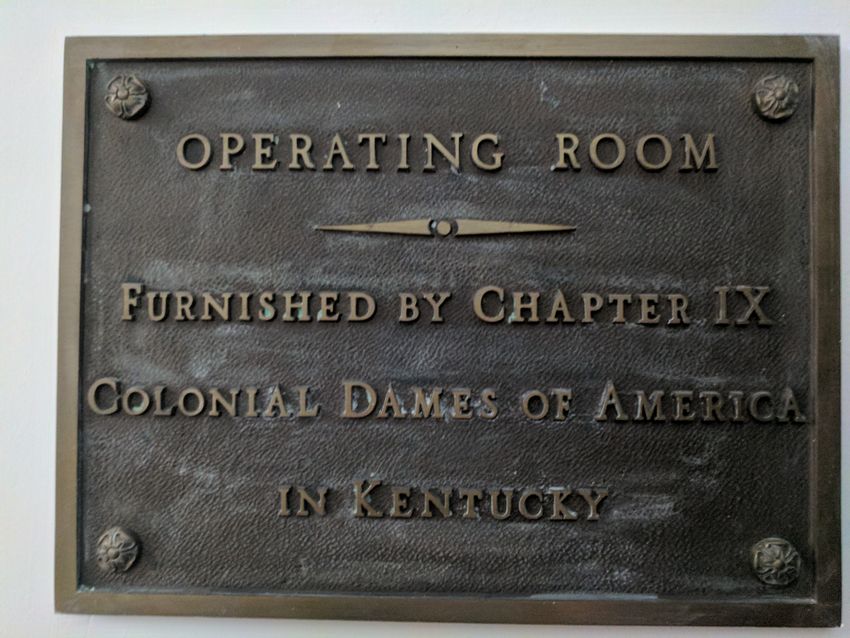 OPERATING ROOM
FURNISHED BY CHAPTER IX
COLONIAL DAMES OF AMERICA
IN KENTUCKY